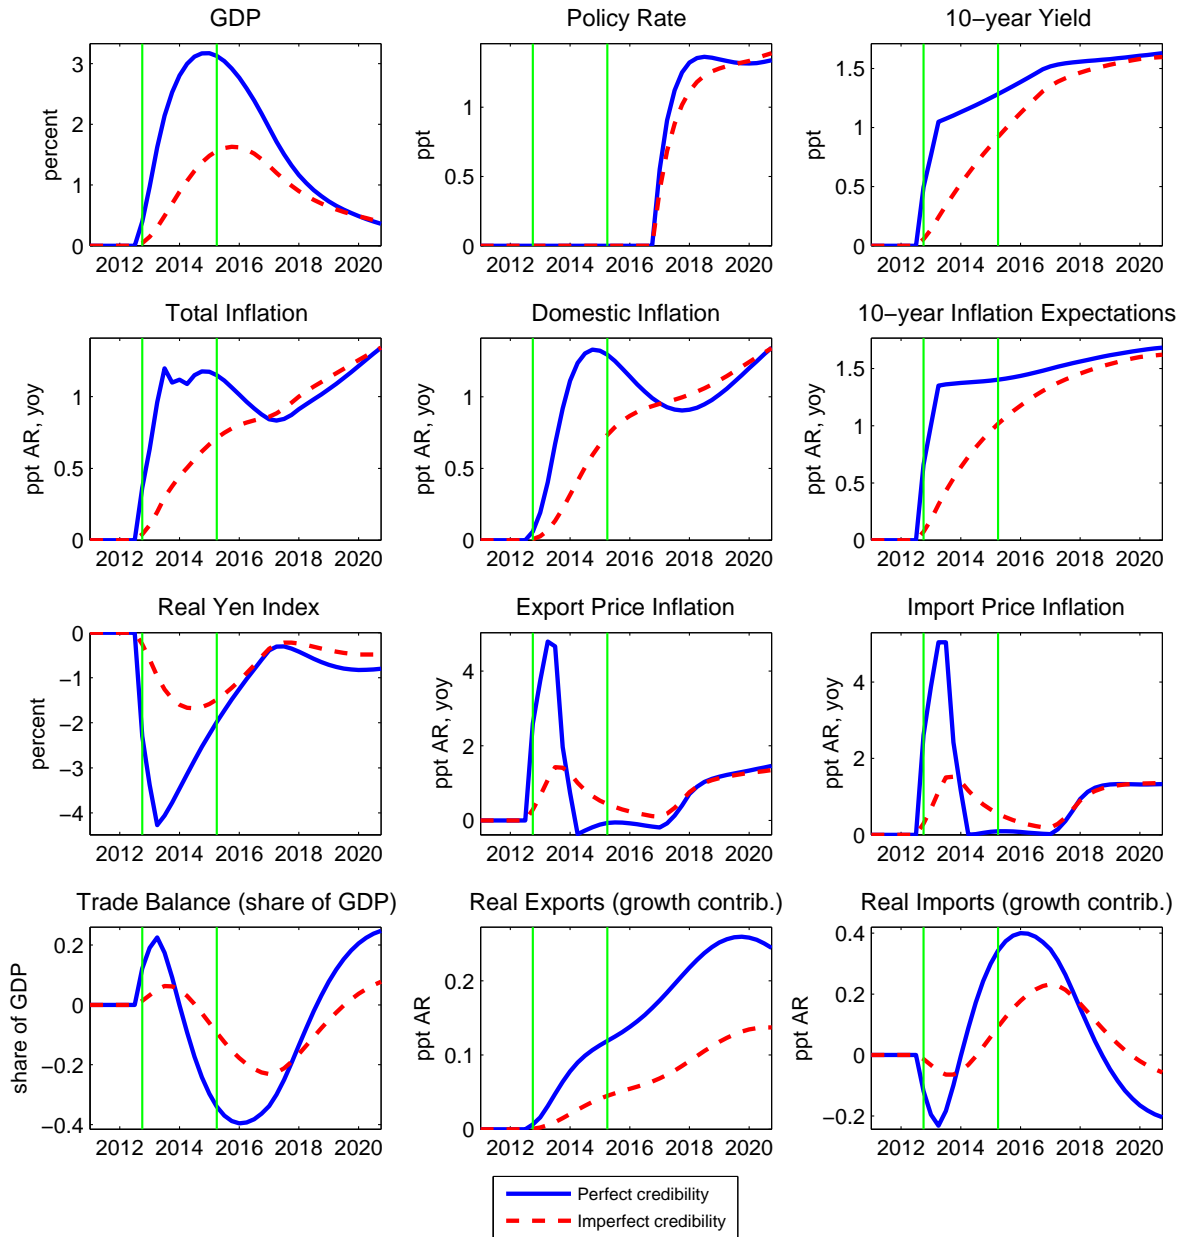 GDP
Policy Rate
10−year Yield
percent
3
2
1
0
2012 2014 2016 2018 2020
ppt
1
0.5
0
2012 2014 2016 2018 2020
ppt
1.5
1
0.5
0
2012 2014 2016 2018 2020
Total Inflation
Domestic Inflation
10−year Inflation Expectations
ppt AR, yoy
1
0.5
0
2012 2014 2016 2018 2020
ppt AR, yoy
1
0.5
0
2012 2014 2016 2018 2020
ppt AR, yoy
1.5
1
0.5
0
2012 2014 2016 2018 2020
Real Yen Index
Export Price Inflation
Import Price Inflation
percent
0
−1
−2
−3
−4
2012 2014 2016 2018 2020
ppt AR, yoy
4
2
0
2012 2014 2016 2018 2020
ppt AR, yoy
4
2
0
2012 2014 2016 2018 2020
Trade Balance (share of GDP)
Real Exports (growth contrib.)
Real Imports (growth contrib.)
share of GDP
0.2
0
−0.2
−0.4
2012 2014 2016 2018 2020
ppt AR
0.2
0.1
0
2012 2014 2016 2018 2020
ppt AR
0.4
0.2
0
−0.2
2012 2014 2016 2018 2020
Perfect credibility
Imperfect credibility